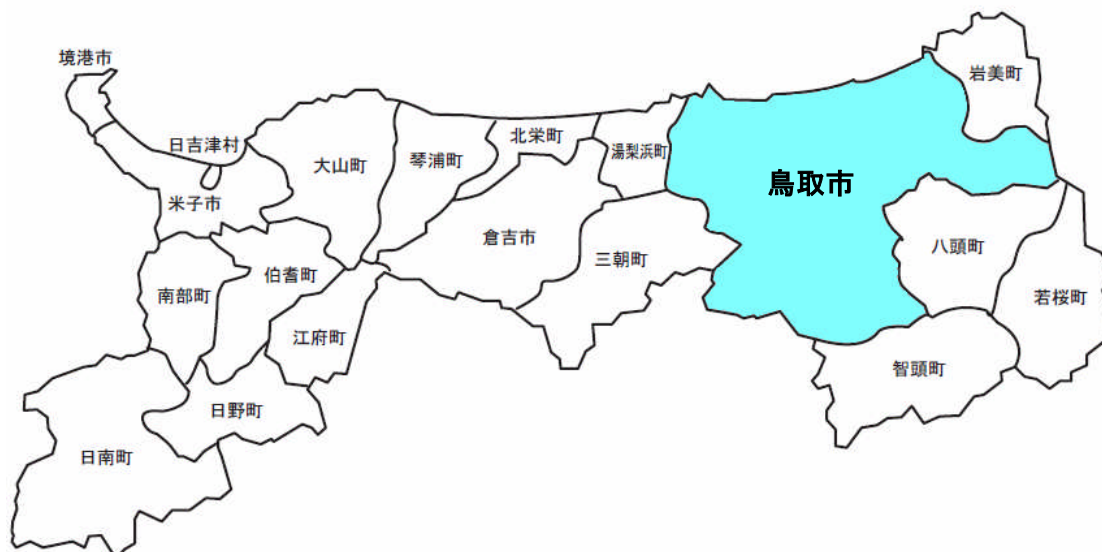 境港市
岩美町
日吉津村
北栄町
大山町
琴浦町
湯梨浜町
鳥取市
米子市
倉吉市
八頭町
三朝町
伯耆町
南部町
若桜町
江府町
智頭町
日野町
日南町